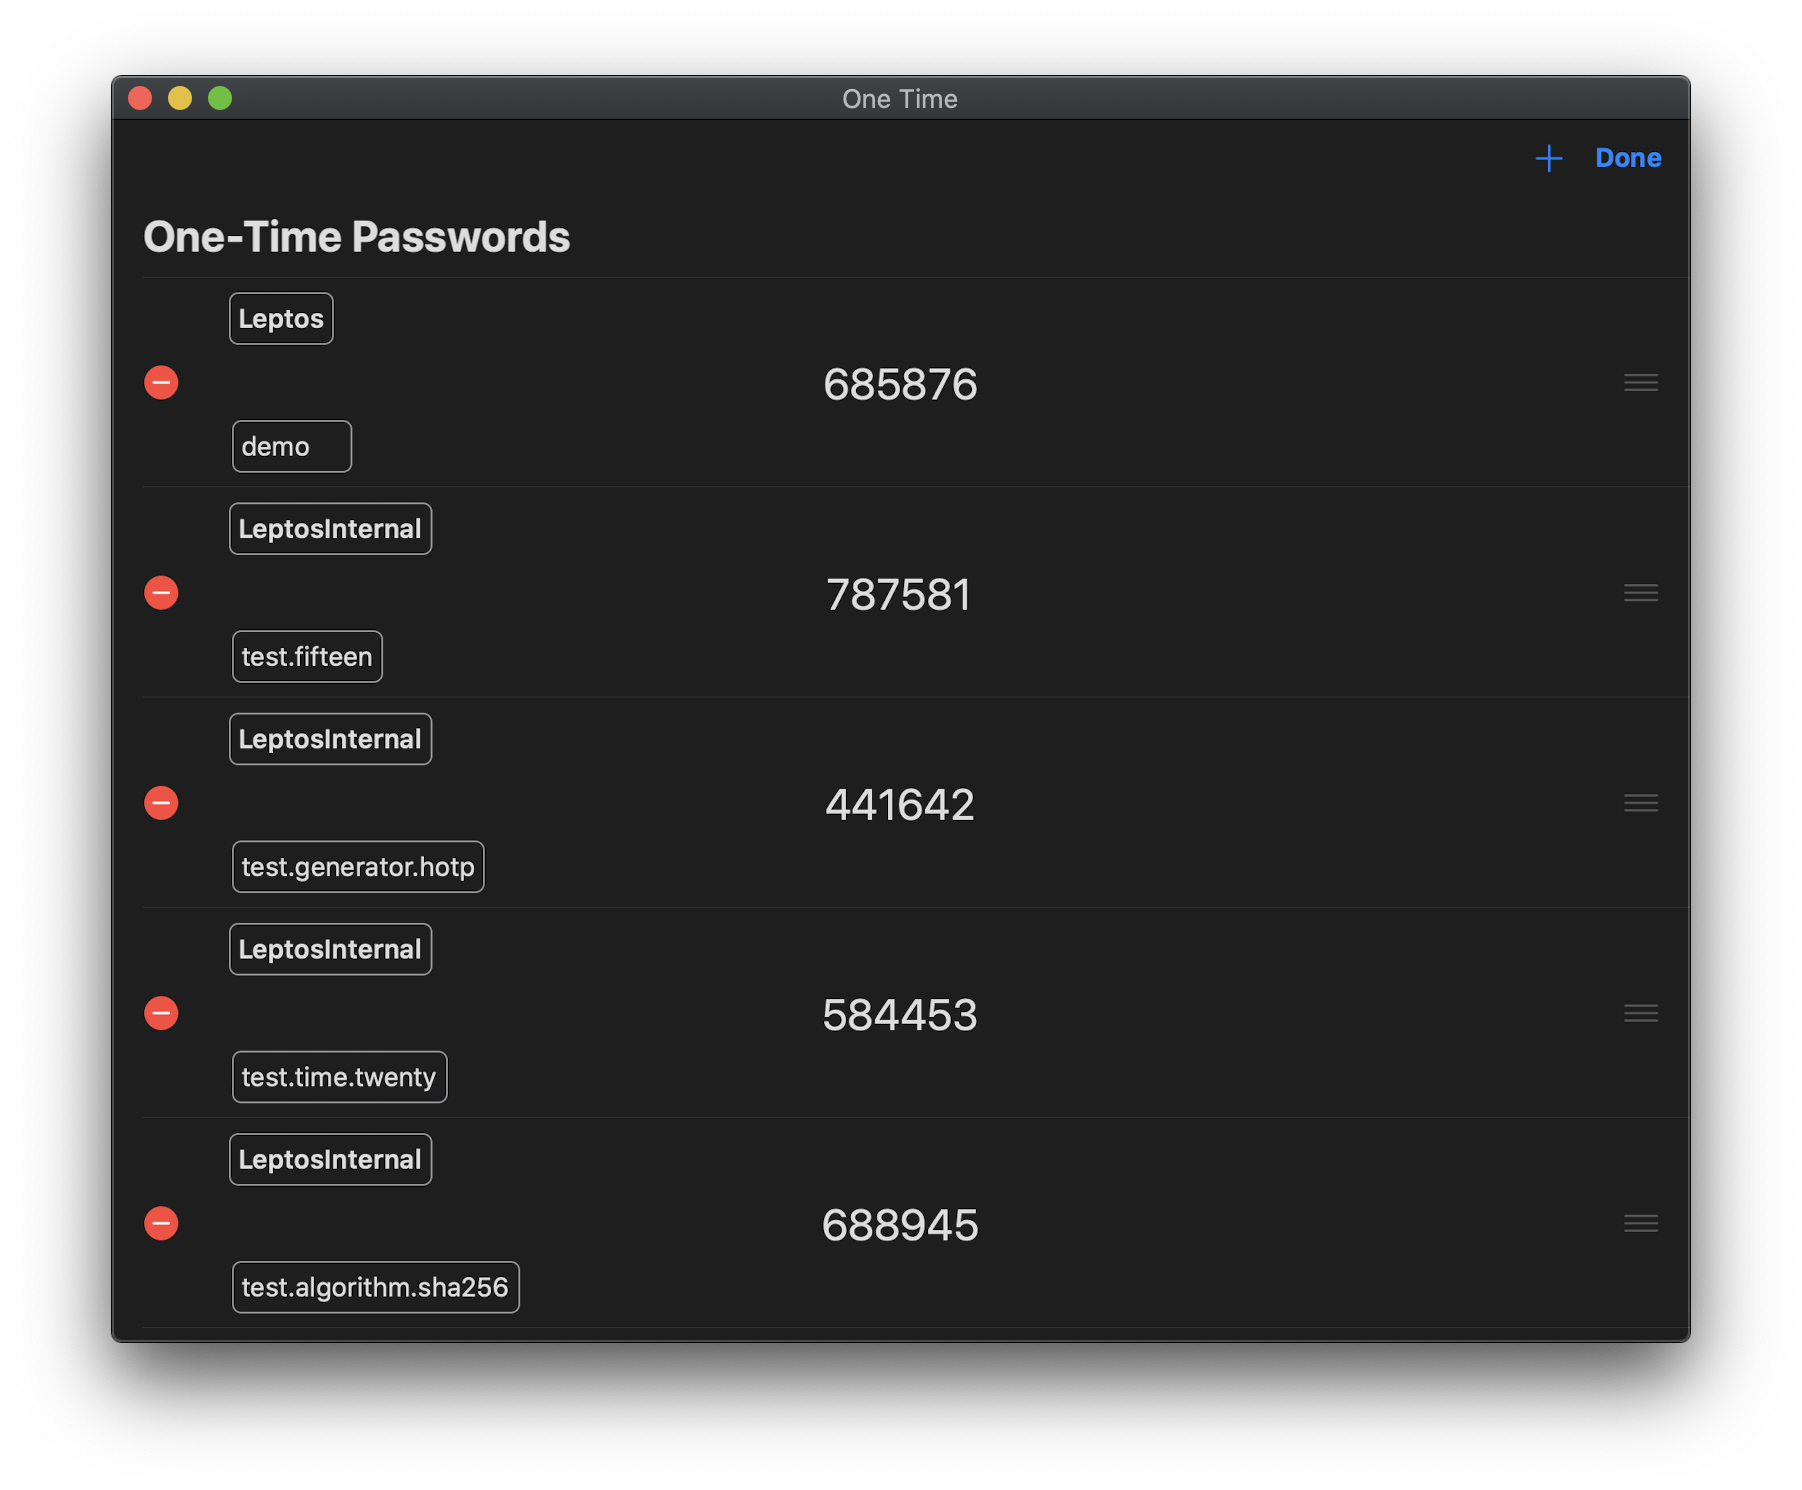 One Time
Done
One-Time Passwords
Leptos
685876
demo
LeptosInternal
787581
test.fifteen
LeptosInternal
441642
test.generator.hotp
LeptosInternal
584453
test.time.twenty
LeptosInternal
688945
test.algorithm.sha256